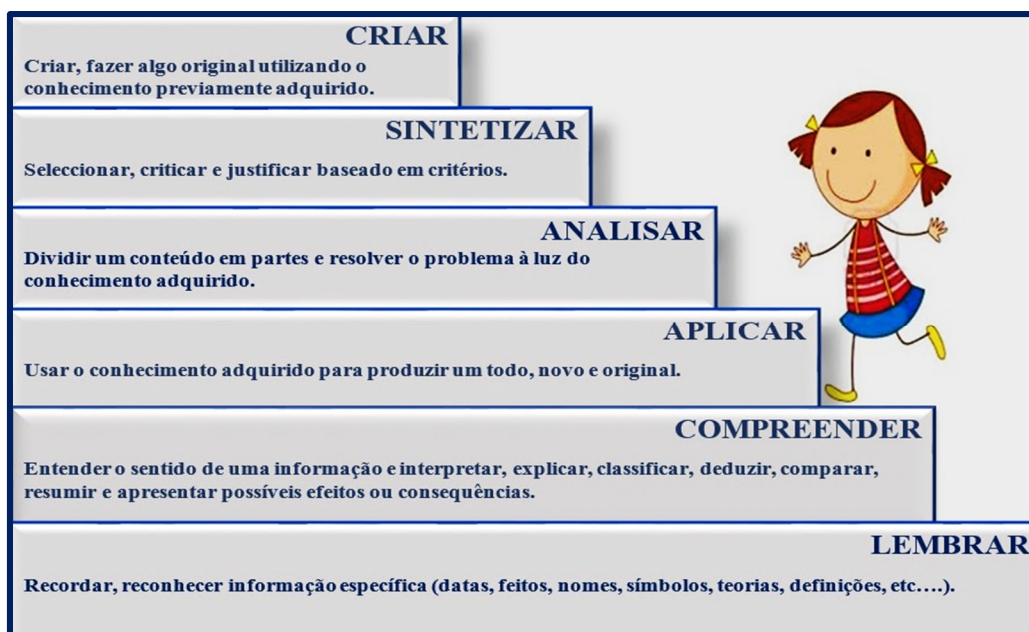 CRIAR
Criar, fazer algo original utilizando o
conhecimento previamente adquirido.
SINTETIZAR
Seleccionar, criticar e justificar baseado em critérios.
ANALISAR
Dividir um conteúdo em partes e resolver o problema à luz do
conhecimento adquirido.
APLICAR
Usar o conhecimento adquirido para produzir um todo, novo e original.
COMPREENDER
Entender o sentido de uma informação e interpretar, explicar, classificar, deduzir, comparar,
resumir e apresentar possíveis efeitos ou consequências.
LEMBRAR
Recordar, reconhecer informação específica (datas, feitos, nomes, símbolos, teorias, definições, etc.…).